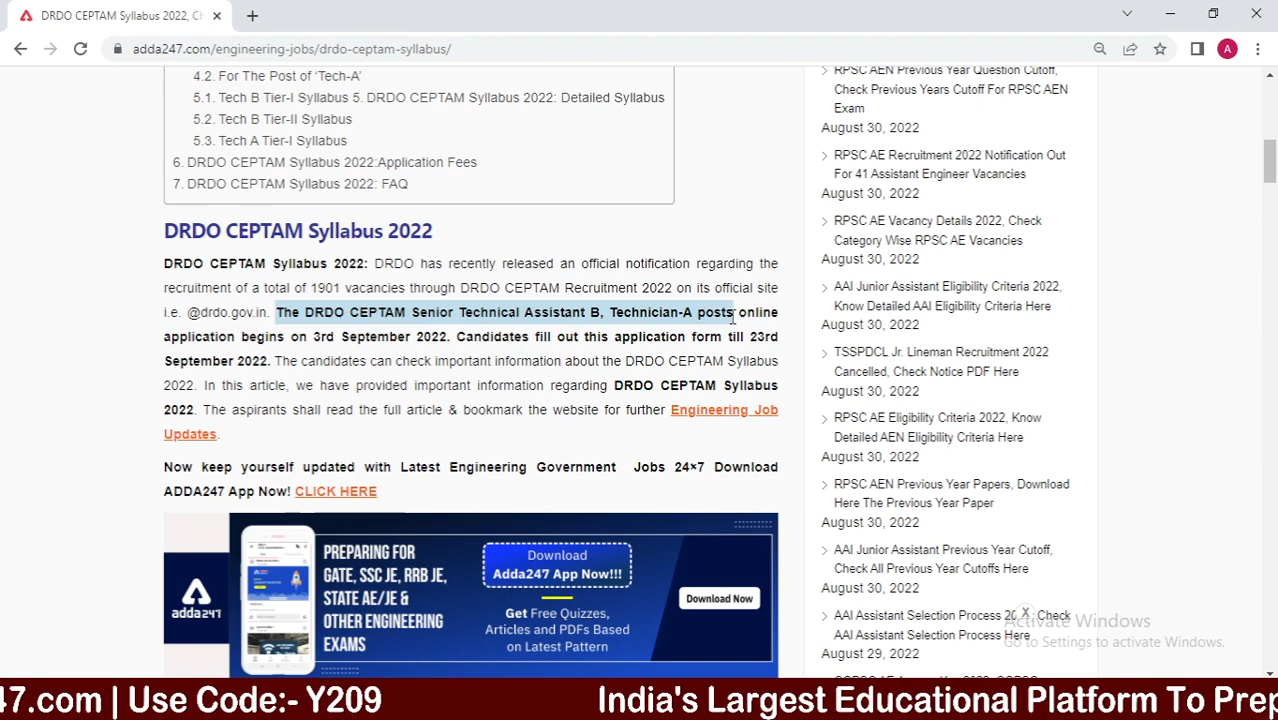 DRDO CEPTAM Syllabus 2022, Ch
adda247.com/engineering-jobs/drdo-ceptam-syllabus/
A
4.2. For The Post of 'Tech-A'
5.1. Tech B Tier-I Syllabus 5. DRDO CEPTAM Syllabus 2022: Detailed Syllabus
5.2. Tech B Tier-II Syllabus
5.3. Tech A Tier-I Syllabus
6. DRDO CEPTAM Syllabus 2022:Application Fees
7. DRDO CEPTAM Syllabus 2022: FAQ
DRDO CEPTAM Syllabus 2022
DRDO CEPTAM Syllabus 2022: DRDO has recently released an official notification regarding the
recruitment of a total of 1901 vacancies through DRDO CEPTAM Recruitment 2022 on its official site
i.e. @drdo.gov.in. The DRDO CEPTAM Senior Technical Assistant B, Technician-A posts online
application begins on 3rd September 2022. Candidates fill out this application form till 23rd
September 2022. The candidates can check important information about the DRDO CEPTAM Syllabus
2022. In this article, we have provided important information regarding DRDO CEPTAM Syllabus
2022. The aspirants shall read the full article & bookmark the website for further Engineering Job
Updates.
Now keep yourself updated with Latest Engineering Government Jobs 24×7 Download
ADDA247 App Now! CLICK HERE
adda247
PREPARING FOR
GATE, SSC JE, RRB JE,
STATE AE/JE &
OTHER ENGINEERING
EXAMS
Download
Adda247 App Now!!!
Get Free Quizzes,
Articles and PDFs Based
on Latest Pattern
Download Now
RPSC AEN Previous Year Question Cutoff,
Check Previous Years Cutoff For RPSC AEN
Exam
August 30, 2022
RPSC AE Recruitment 2022 Notification Out
For 41 Assistant Engineer Vacancies
August 30, 2022
RPSC AE Vacancy Details 2022, Check
Category Wise RPSC AE Vacancies
August 30, 2022
AAI Junior Assistant Eligibility Criteria 2022,
Know Detailed AAI Eligibility Criteria Here
August 30, 2022
TSSPDCL Jr. Lineman Recruitment 2022
Cancelled, Check Notice PDF Here
August 30, 2022
RPSC AE Eligibility Criteria 2022, Know
Detailed AEN Eligibility Criteria Here
August 30, 2022
RPSC AEN Previous Year Papers, Download
Here The Previous Year Paper
August 30, 2022
AAI Junior Assistant Previous Year Cutoff,
Check All Previous Year Cutoffs Here
August 30, 2022
AAI Assistant Selection Process 20 Check
AAI Assistant Selection Process Here
August 29, 2022
Activate Windows
Go to Settings to activate Windows.
47.com | Use Code:- Y209
India's Largest Educational Platform To Prep